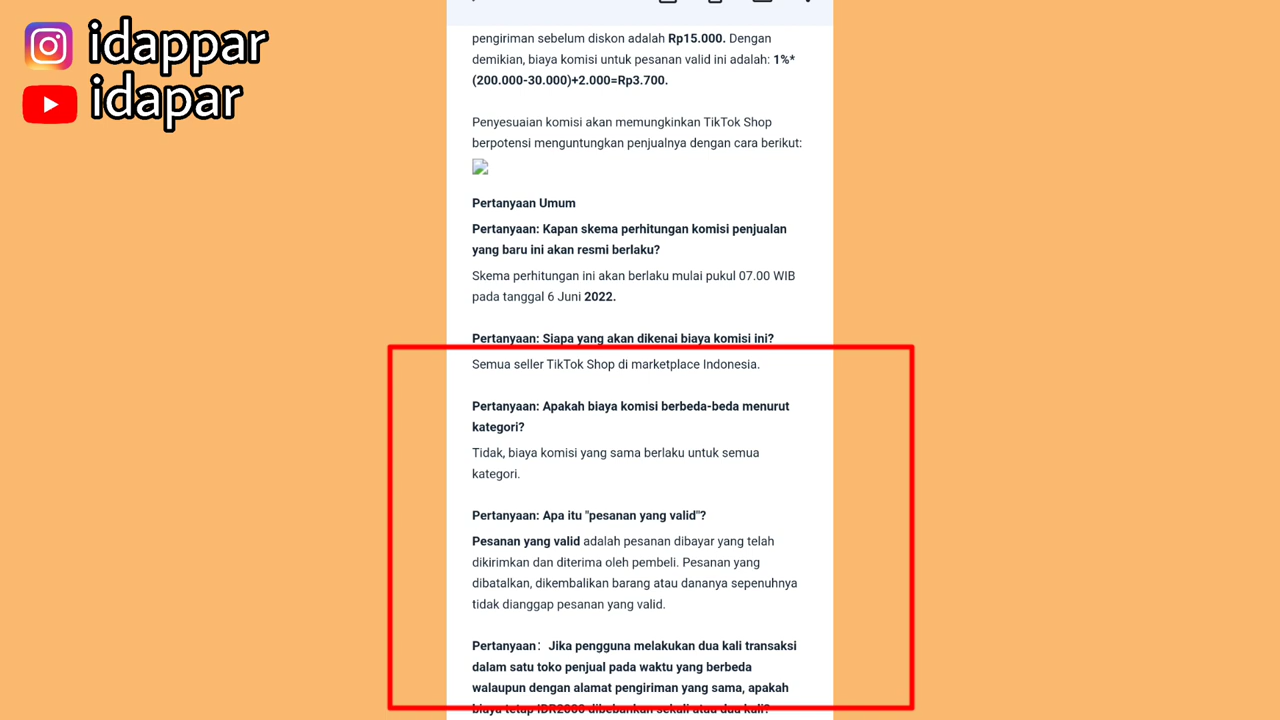 idappar
idapar
pengiriman sebelum diskon adalah Rp15.000. Dengan
demikian, biaya komisi untuk pesanan valid ini adalah: 1%*
(200.000-30.000)+2.000=Rp3.700.
Penyesuaian komisi akan memungkinkan TikTok Shop
berpotensi menguntungkan penjualnya dengan cara berikut:
Pertanyaan Umum
Pertanyaan: Kapan skema perhitungan komisi penjualan
yang baru ini akan resmi berlaku?
Skema perhitungan ini akan berlaku mulai pukul 07.00 WIB
pada tanggal 6 Juni 2022.
Pertanyaan: Siapa yang akan dikenai biaya komisi ini?
Semua seller TikTok Shop di marketplace Indonesia.
Pertanyaan: Apakah biaya komisi berbeda-beda menurut
kategori?
Tidak, biaya komisi yang sama berlaku untuk semua
kategori.
Pertanyaan: Apa itu "pesanan yang valid"?
Pesanan yang valid adalah pesanan dibayar yang telah
dikirimkan dan diterima oleh pembeli. Pesanan yang
dibatalkan, dikembalikan barang atau dananya sepenuhnya
tidak dianggap pesanan yang valid.
Pertanyaan： Jika pengguna melakukan dua kali transaksi
dalam satu toko penjual pada waktu yang berbeda
walaupun dengan alamat pengiriman yang sama, apakah
biaya tetap IDR2000 dibebankan sekali atau dua kali?